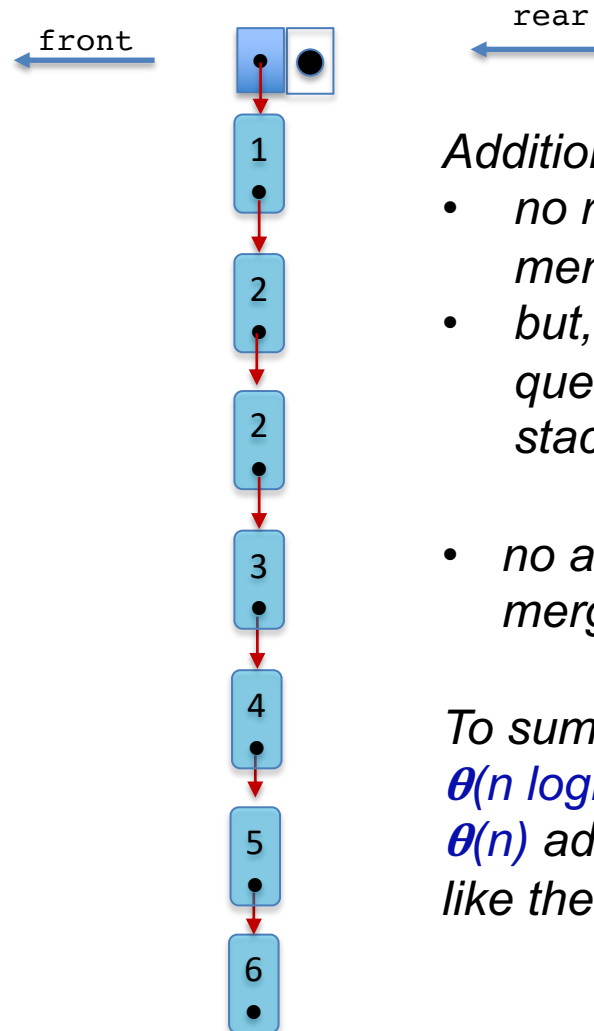 front
rear
1
2
2
3
4
5
6
Addition
• no
mer
• but,
que
stac
• no a
merg
To sum
θ(n log
θ(n) ad
like the